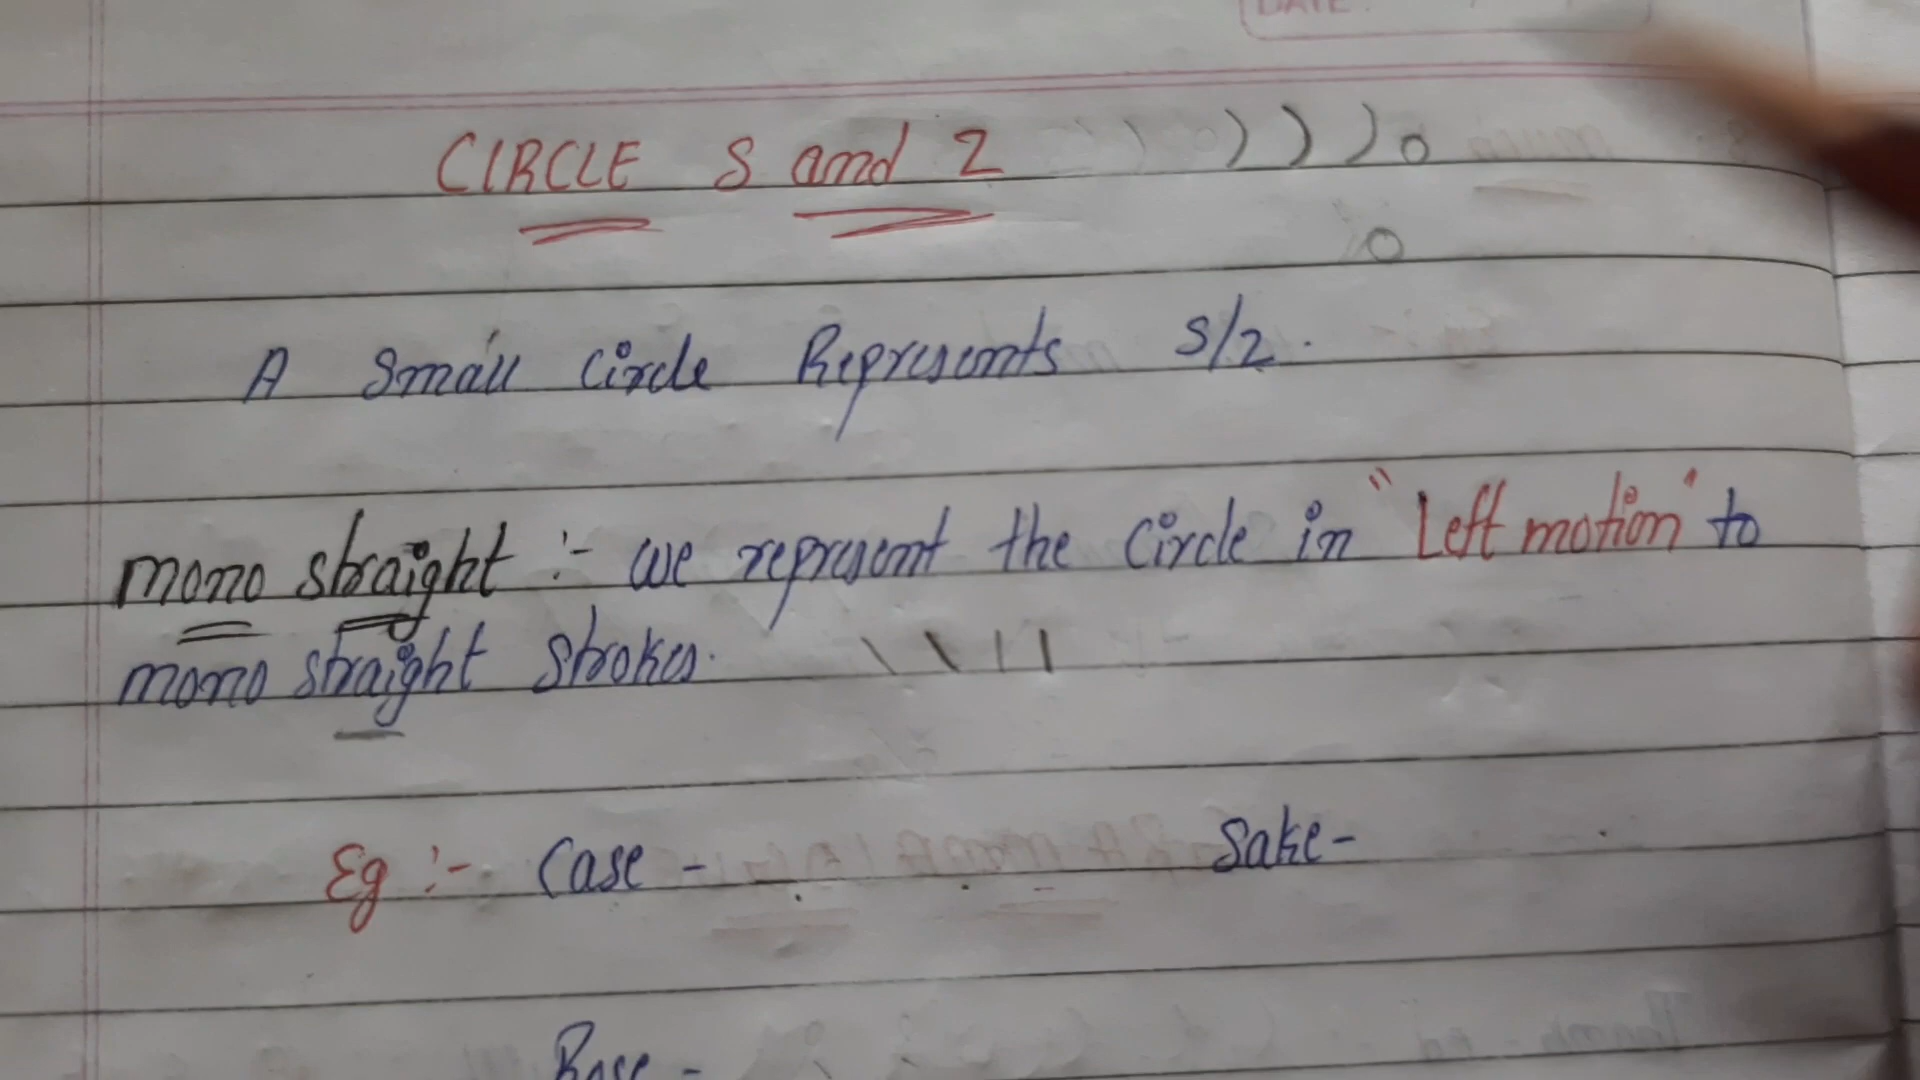 DATE:
CIRCLE S and Z
A Small Circle Represents S/Z.
mono straight :- we represent the Circle in "Left motion" to
mono straight strokes.
Eg :- Case - Sake -